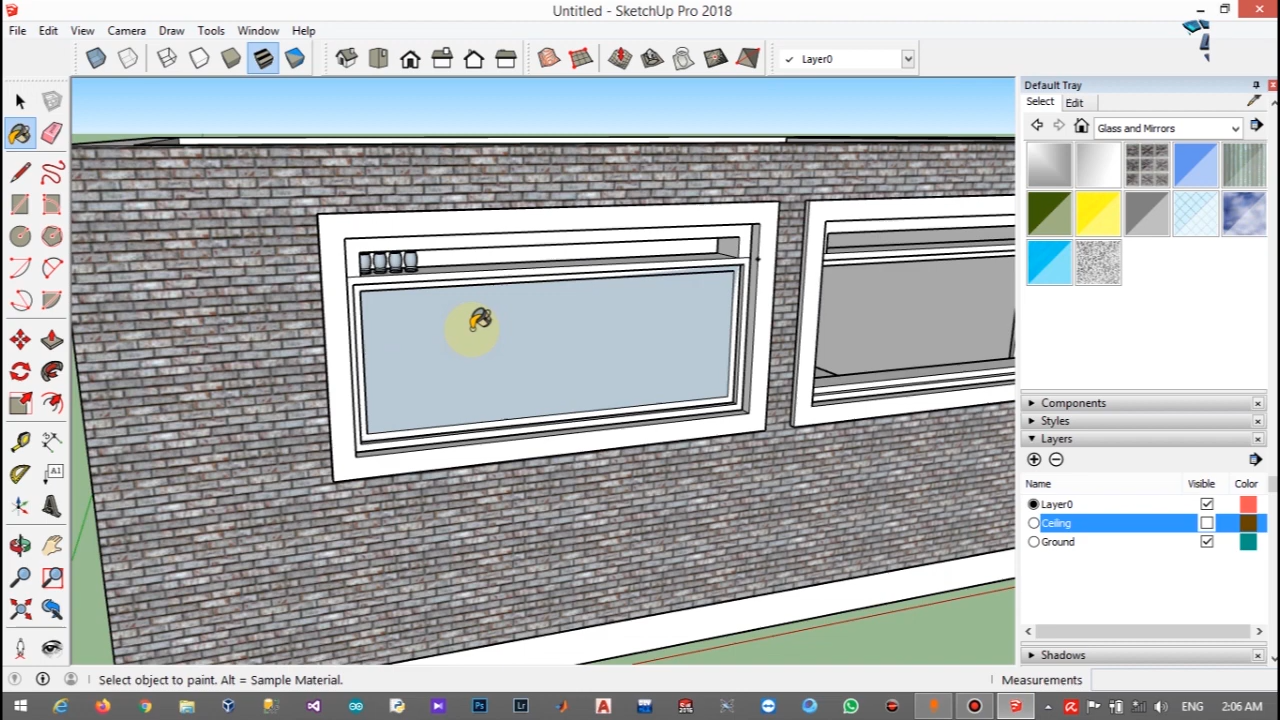 Untitled - SketchUp Pro 2018
File Edit View Camera Draw Tools Window Help
Layer0
Default Tray
Select Edit
Glass and Mirrors
Components
Styles
Layers
Name Visible Color
Layer0
Ceiling
Ground
Shadows
Select object to paint. Alt = Sample Material.
Measurements
ENG 2:06 AM